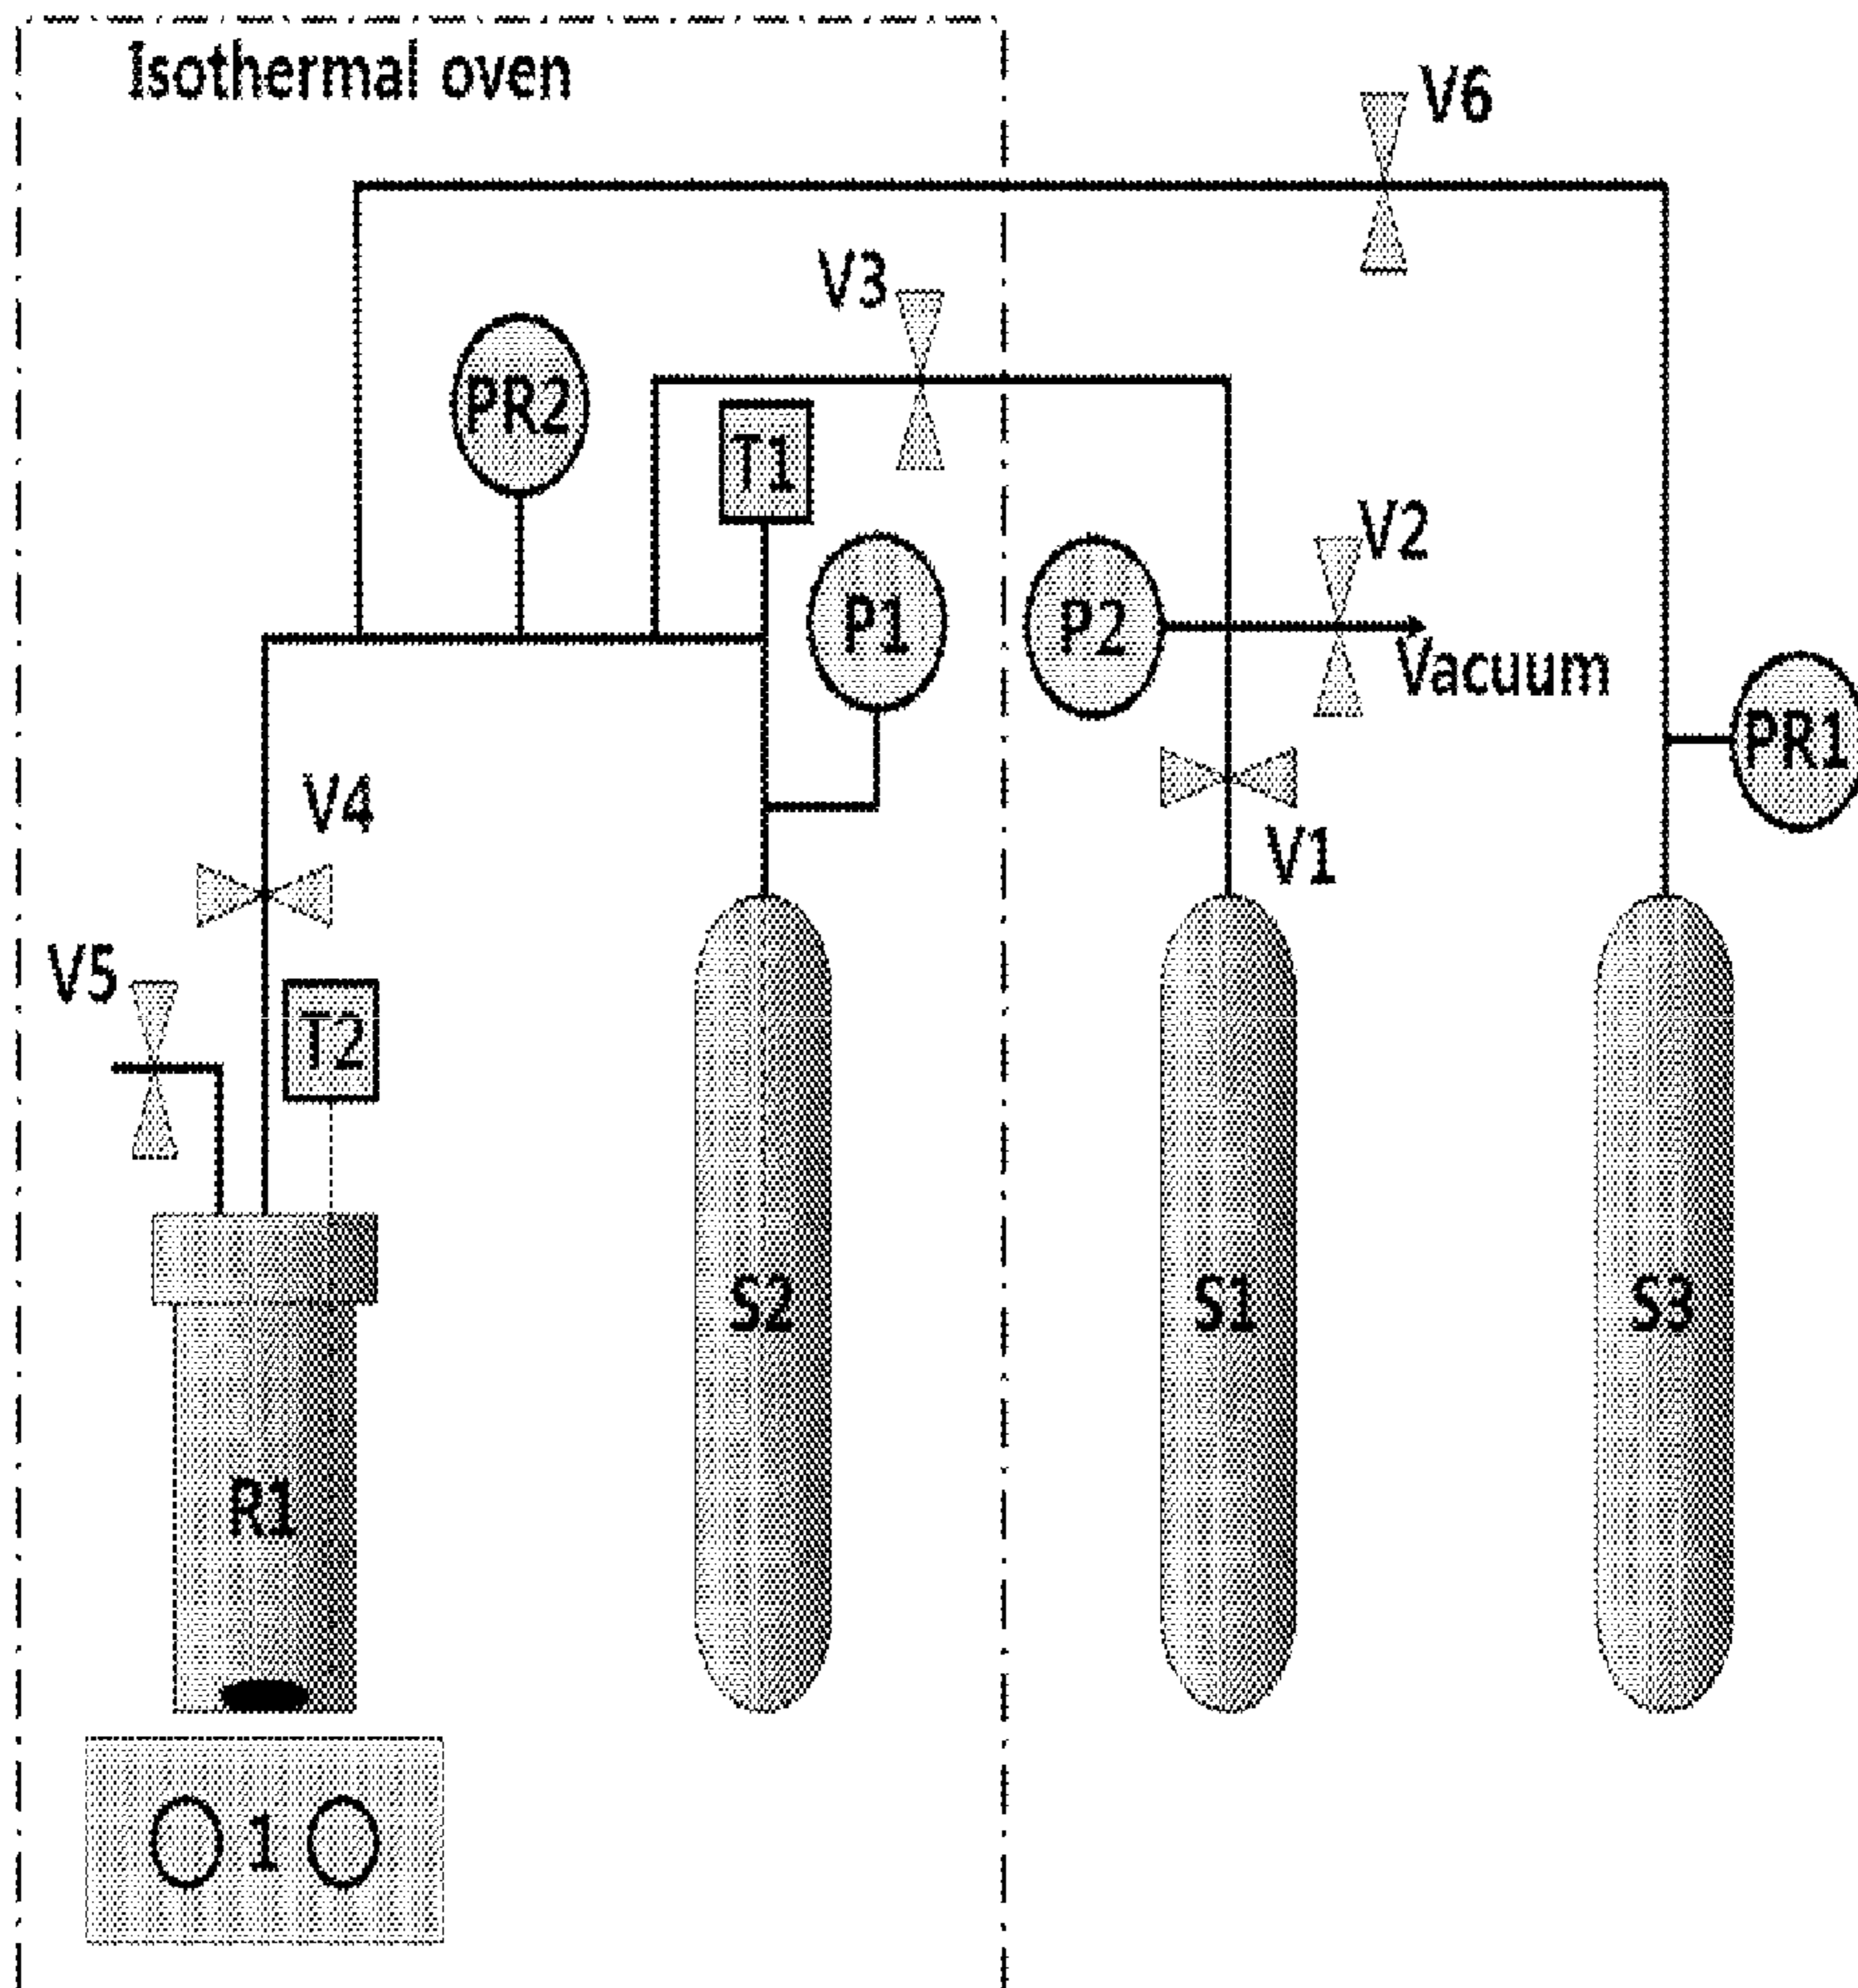 Isothermal oven
V6
V3
PR2
T1
V2
P1
P2
Vacuum
PR1
V4
V1
V5
T2
S2
S1
S3
R1
1